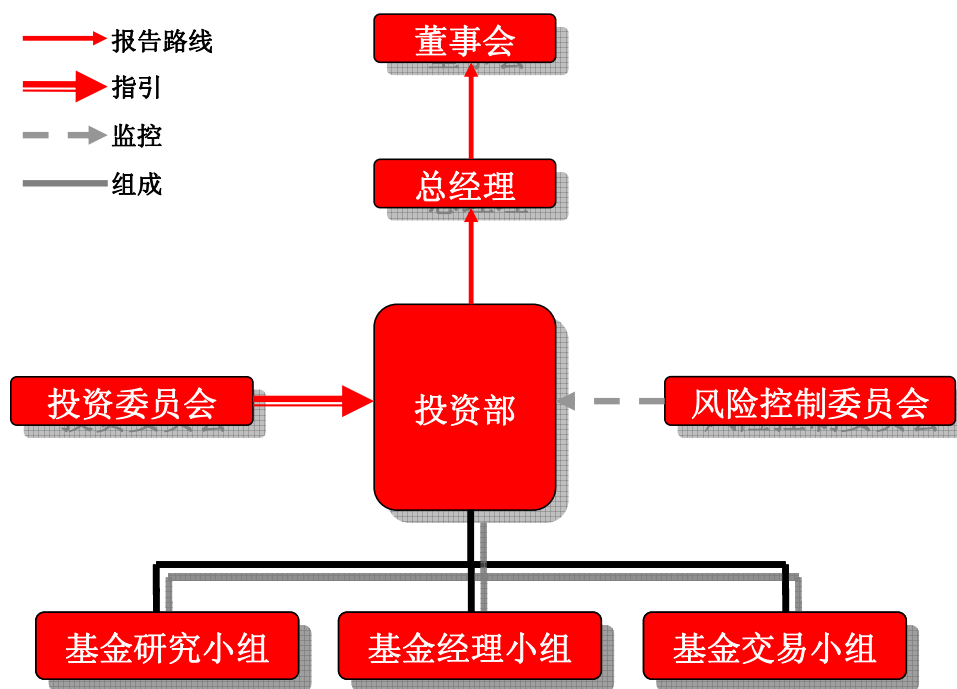 报告路线
指引
监控
组成
董事会
总经理
投资委员会
投资部
风险控制委员会
基金研究小组
基金经理小组
基金交易小组